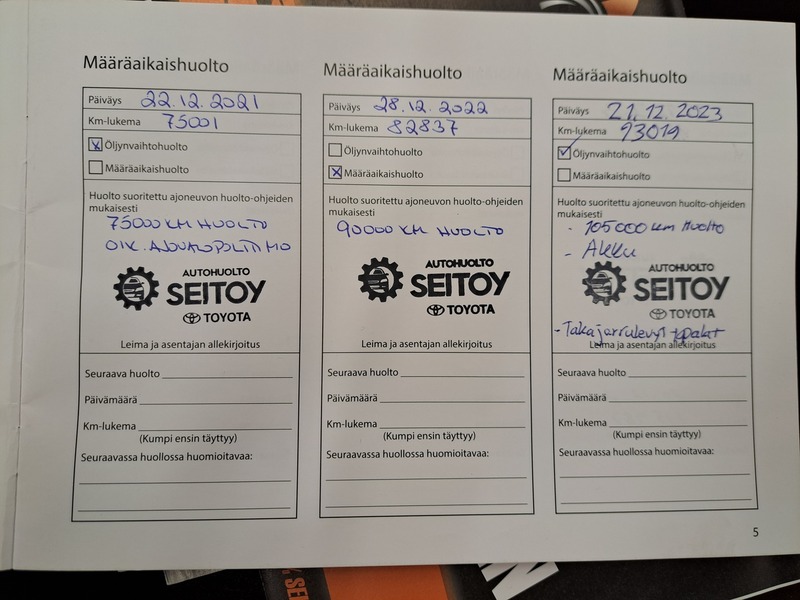 Määräaikaishuolto
Päiväys 22.12.2021
Km-lukema 75001
Öljynvaihtohuolto
Määräaikaishuolto
Huolto suoritettu ajoneuvon huolto-ohjeiden
mukaisesti
75000 KM HUOLTO
OIK. AJOVALOPOLTTIMO
AUTOHUOLTO
SEITOY
TOYOTA
Leima ja asentajan allekirjoitus
Seuraava huolto
Päivämäärä
Km-lukema
(Kumpi ensin täyttyy)
Seuraavassa huollossa huomioitavaa:
Määräaikaishuolto
Päiväys 28.12.2022
Km-lukema 82837
Öljynvaihtohuolto
Määräaikaishuolto
Huolto suoritettu ajoneuvon huolto-ohjeiden
mukaisesti
90000 KM HUOLTO
AUTOHUOLTO
SEITOY
TOYOTA
Leima ja asentajan allekirjoitus
Seuraava huolto
Päivämäärä
Km-lukema
(Kumpi ensin täyttyy)
Seuraavassa huollossa huomioitavaa:
Määräaikaishuolto
Päiväys 21.12.2023
Km-lukema 93019
Öljynvaihtohuolto
Määräaikaishuolto
Huolto suoritettu ajoneuvon huolto-ohjeiden
mukaisesti
- 105000 km Huolto
- Akku
AUTOHUOLTO
SEITOY
TOYOTA
- Takajarrulevyt + palat
Leima ja asentajan allekirjoitus
Seuraava huolto
Päivämäärä
Km-lukema
(Kumpi ensin täyttyy)
Seuraavassa huollossa huomioitavaa:
5